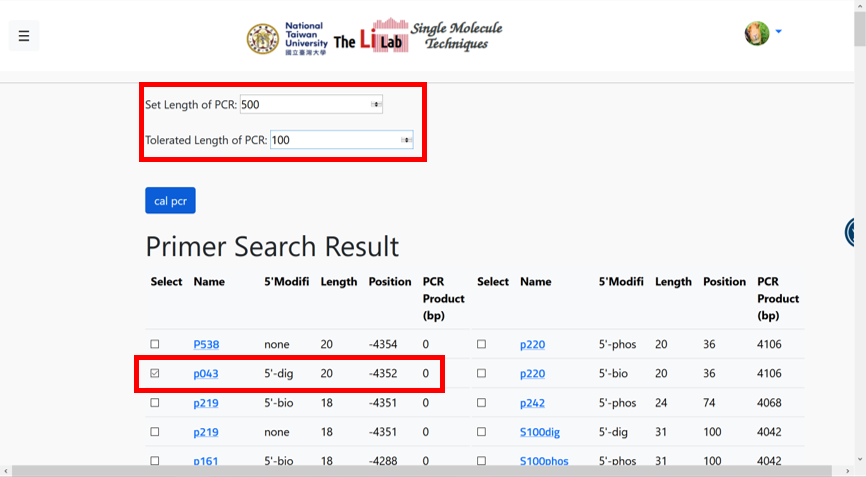 ☰
National
Taiwan
University
國立臺灣大學
The Li Lab
Single Molecule
Techniques
Set Length of PCR: 500
Tolerated Length of PCR: 100
cal pcr
Primer Search Result
Select Name 5'Modifi Length Position PCR Product (bp) Select Name 5'Modifi Length Position PCR Product (bp)
P538 none 20 -4354 0 p220 5'-phos 20 36 4106
p043 5'-dig 20 -4352 0 p220 5'-bio 20 36 4106
p219 5'-bio 18 -4351 0 p242 5'-phos 24 74 4068
p219 none 18 -4351 0 S100dig 5'-dig 31 100 4042
p161 5'-bio 18 -4288 0 S100phos 5'-phos 31 100 4042